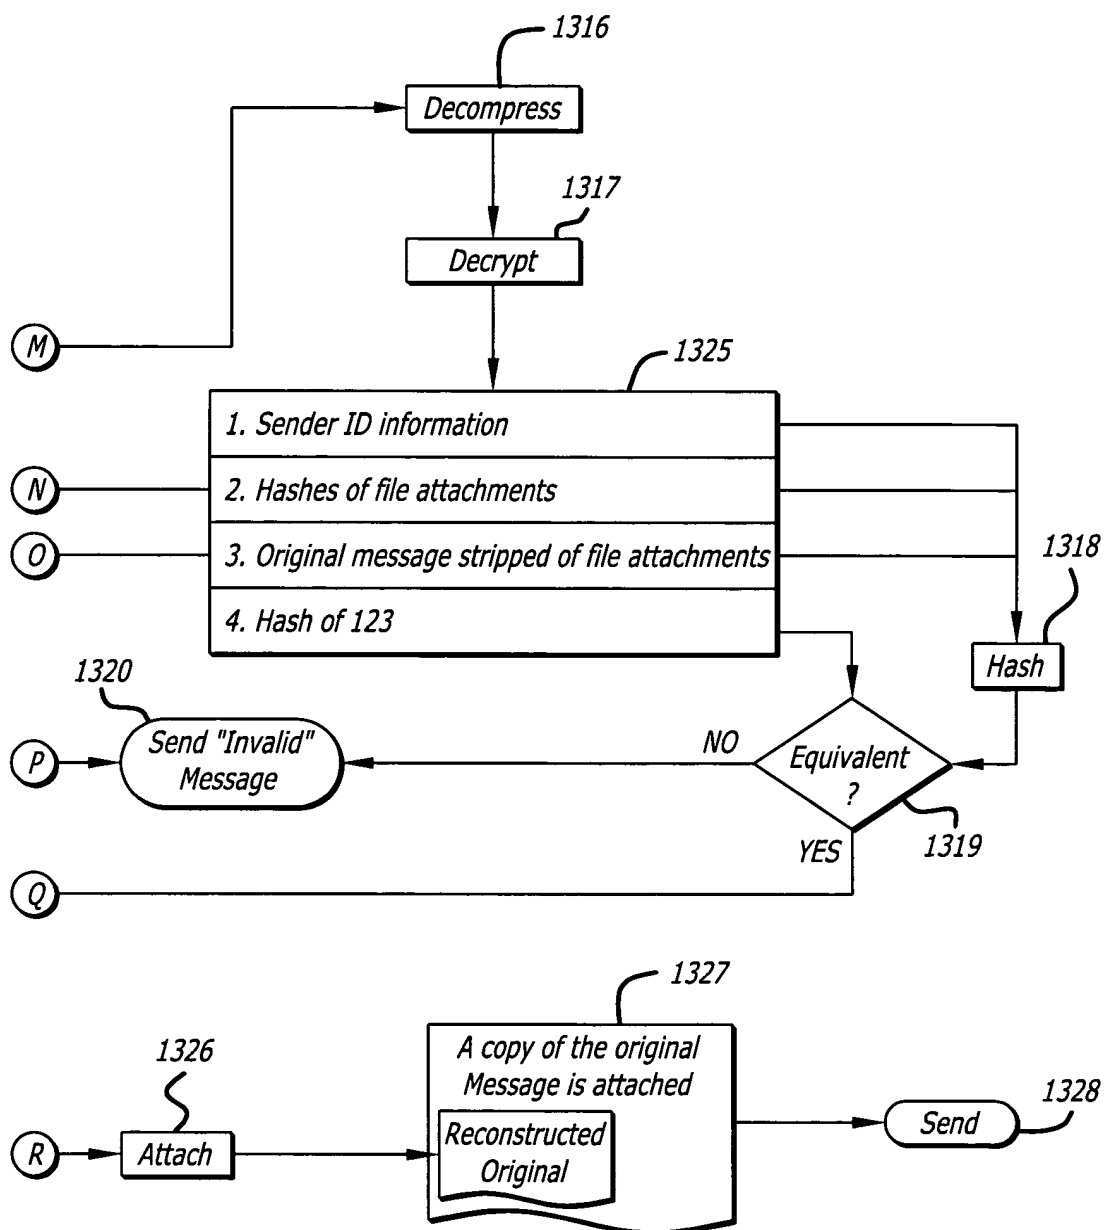 1316
Decompress
1317
Decrypt
M
1325
1. Sender ID information
N
2. Hashes of file attachments
O
3. Original message stripped of file attachments
1318
4. Hash of 123
Hash
1320
Send "Invalid"
Message
P
NO
Equivalent
?
1319
YES
Q
1327
A copy of the original
Message is attached
1326
1328
R
Attach
Reconstructed
Original
Send